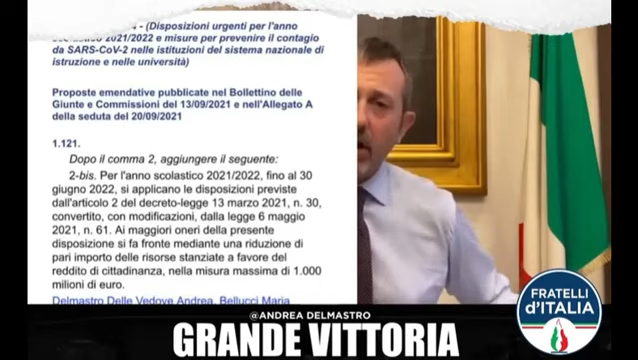 (Disposizioni urgenti per l'anno
2021/2022 e misure per prevenire il contagio
da SARS-CoV-2 nelle istituzioni del sistema nazionale di
istruzione e nelle università)
Proposte emendative pubblicate nel Bollettino delle
Giunte e Commissioni del 13/09/2021 e nell'Allegato A
della seduta del 20/09/2021
1.121.
Dopo il comma 2, aggiungere il seguente:
2-bis. Per l'anno scolastico 2021/2022, fino al 30
giugno 2022, si applicano le disposizioni previste
dall'articolo 2 del decreto-legge 13 marzo 2021, n. 30,
convertito, con modificazioni, dalla legge 6 maggio
2021, n. 61. Ai maggiori oneri della presente
disposizione si fa fronte mediante una riduzione di
pari importo delle risorse stanziate a favore del
reddito di cittadinanza, nella misura massima di 1.000
milioni di euro.
Delmastro Delle Vedove Andrea, Bellucci Maria
@ANDREA DELMASTRO
GRANDE VITTORIA
FRATELLI
d'ITALIA